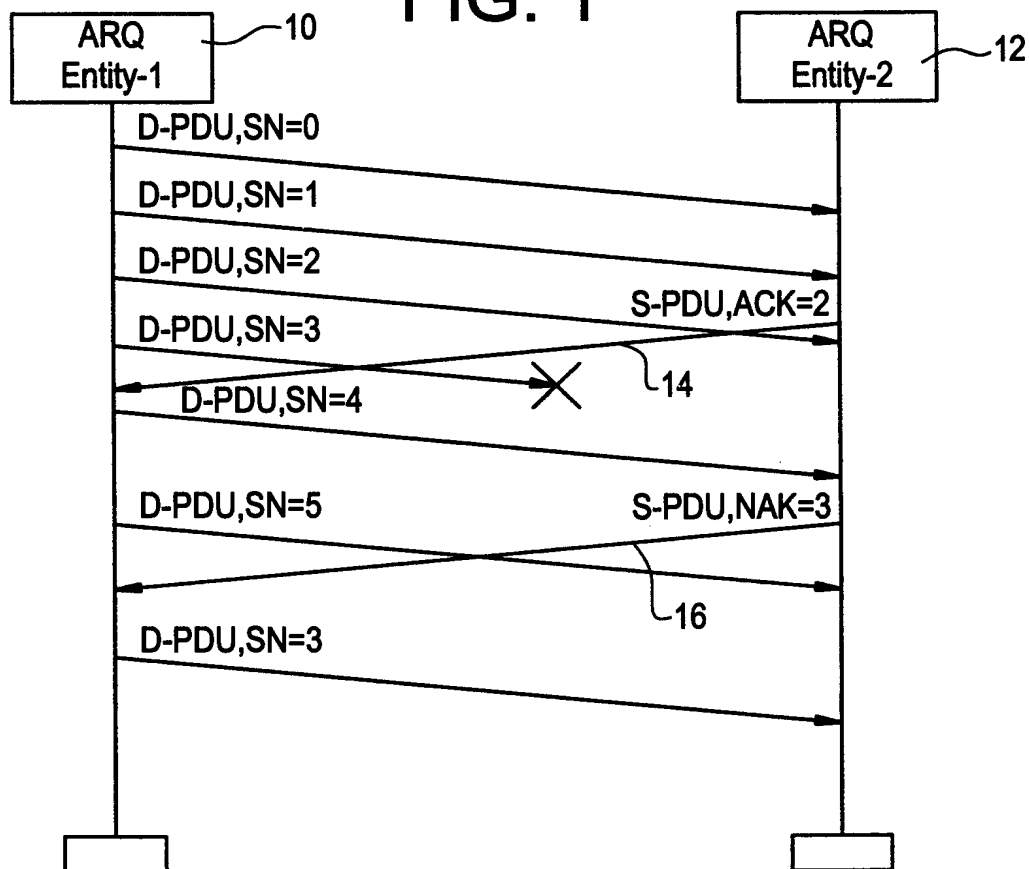 FIG. 1
ARQ
Entity-1
10
ARQ
Entity-2
12
D-PDU,SN=0
D-PDU,SN=1
D-PDU,SN=2
S-PDU,ACK=2
D-PDU,SN=3
14
D-PDU,SN=4
D-PDU,SN=5
S-PDU,NAK=3
16
D-PDU,SN=3